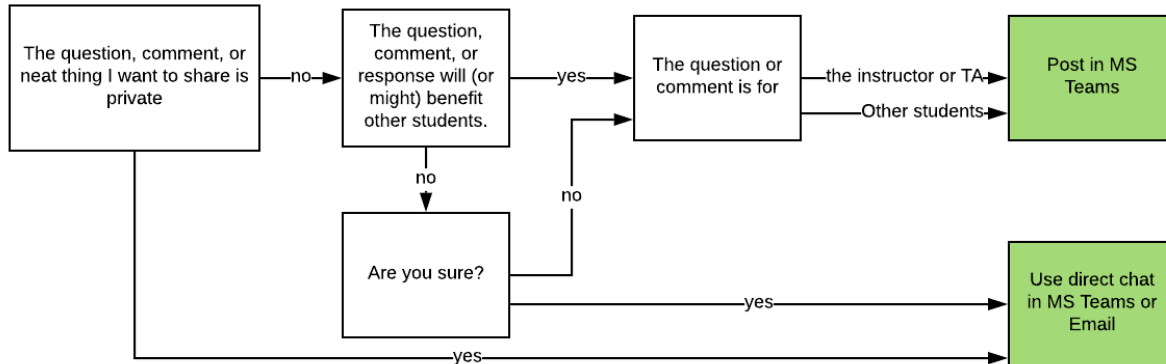 The question, comment, or
neat thing I want to share is
private
no
The question,
comment, or
response will (or
might) benefit
other students.
yes
The question or
comment is for
the instructor or TA
Other students
Post in MS
Teams
no
no
Are you sure?
yes
Use direct chat
in MS Teams or
Email
yes